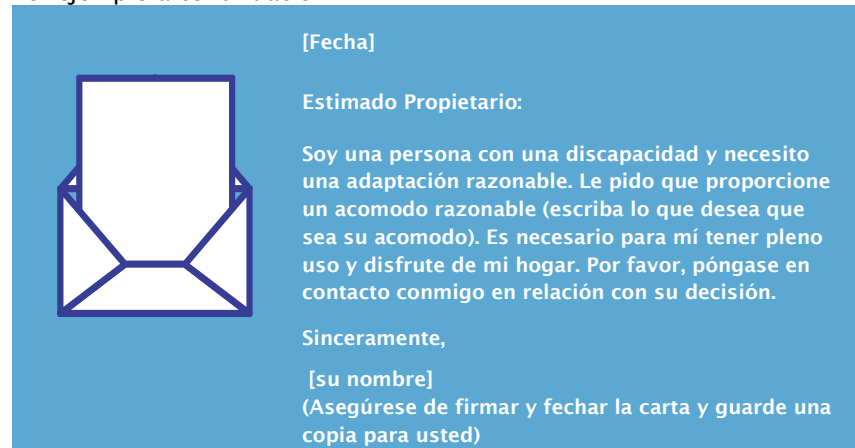 [Fecha]
Estimado Propietario:
Soy una persona con una discapacidad y necesito
una adaptación razonable. Le pido que proporcione
un acomodo razonable (escriba lo que desea que
sea su acomodo). Es necesario para mí tener pleno
uso y disfrute de mi hogar. Por favor, póngase en
contacto conmigo en relación con su decisión.
Sinceramente,
[su nombre]
(Asegúrese de firmar y fechar la carta y guarde una
copia para usted)